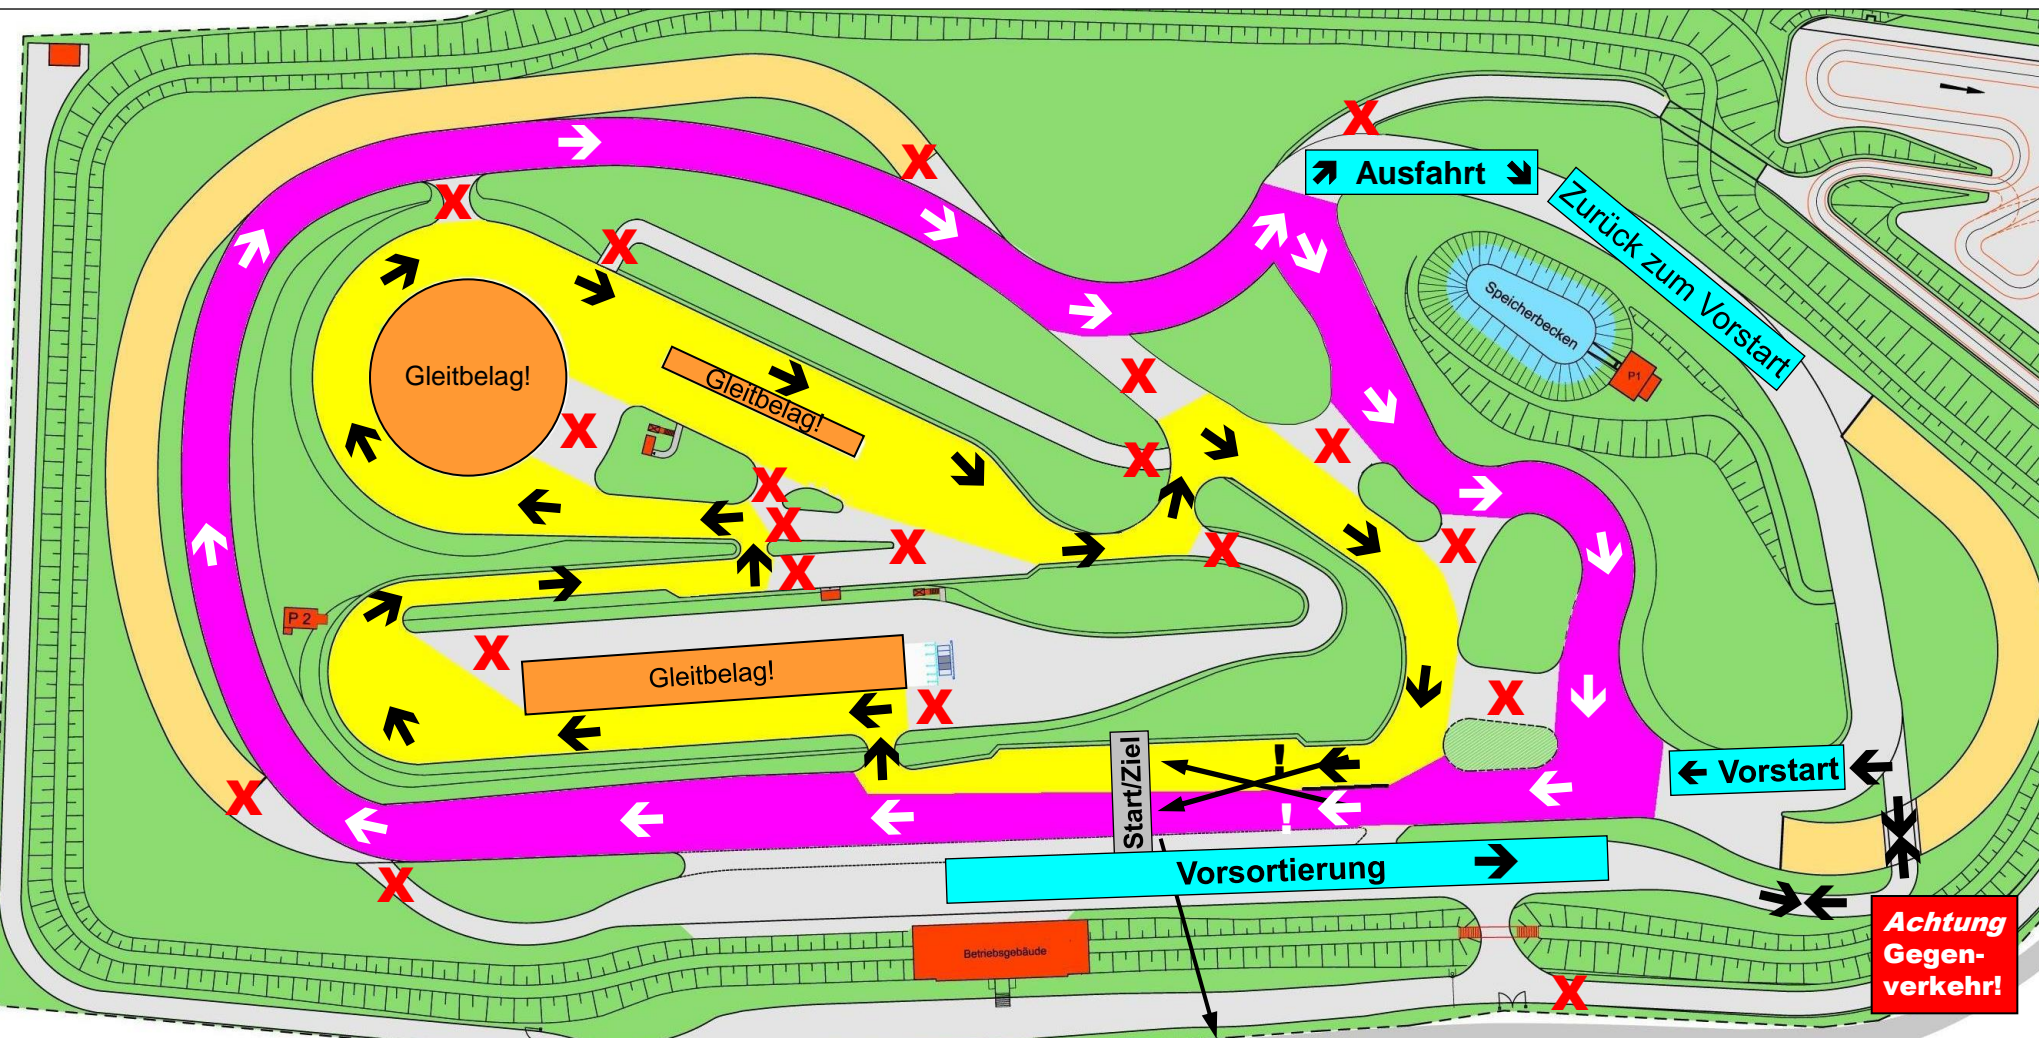 X
X
Ausfahrt
X
Zurück zum Vorstart
X
Speicherbecken
P1
X
Gleitbelag!
Gleitbelag!
X
X
X
X
X
X
X
X
X
X
X
P 2
X
Gleitbelag!
X
X
Start/Ziel
!
!
Vorstart
X
Vorsortierung
X
Achtung
Gegen-
verkehr!
Betriebsgebäude
X